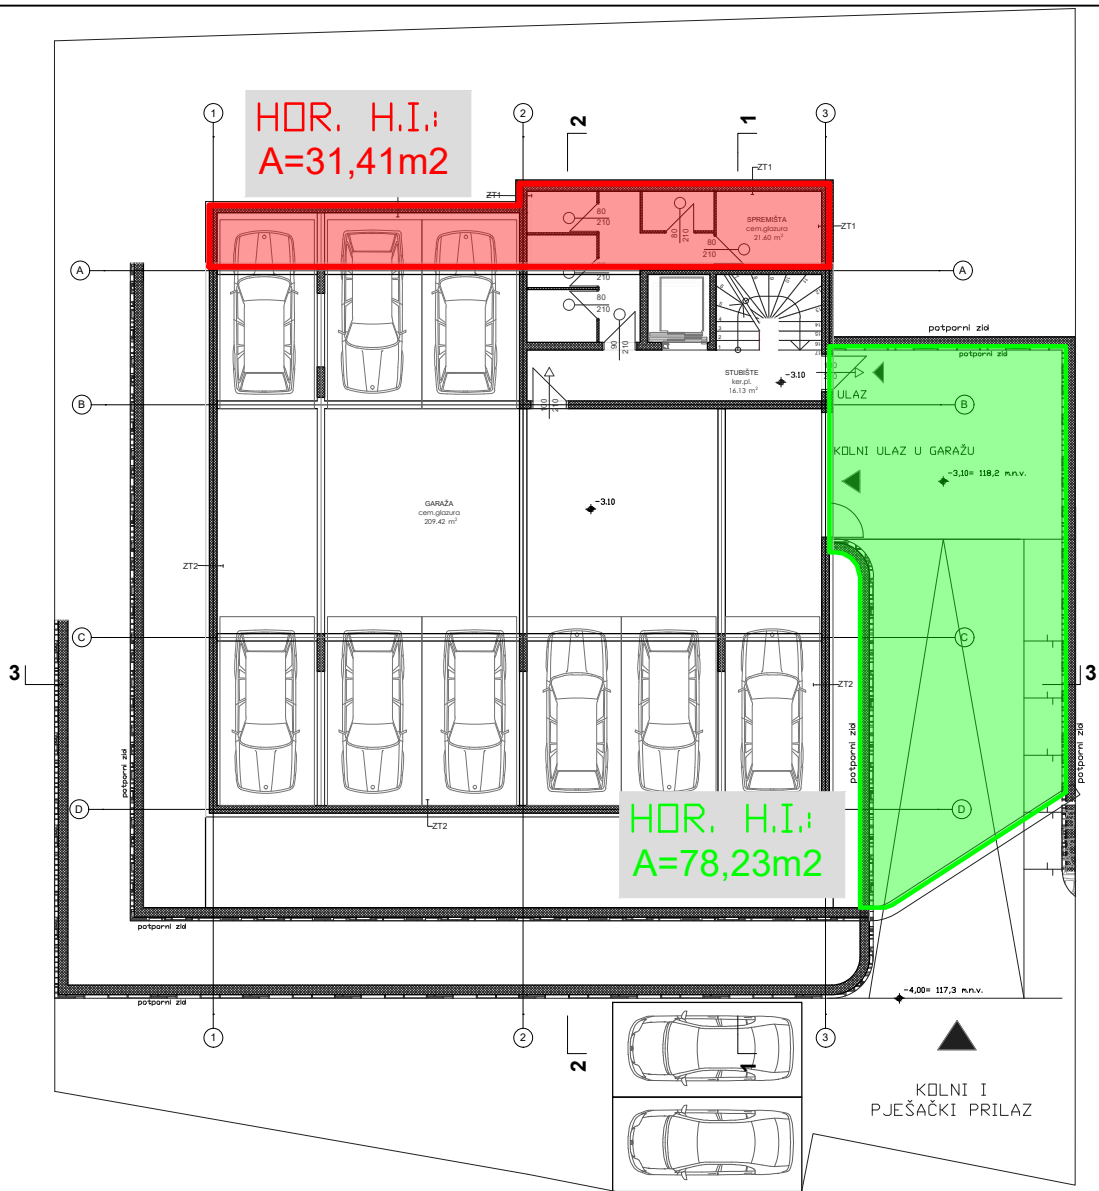 HOR. H.I.:
A=31,41m2
1
2
3
2
1
ZT1
ZT1
ZT1
80
210
80
210
80
210
SPREMIŠTA
cem.glazura
21.60 m²
A
A
80
210
90
210
potporni zid
potporni zid
STUBIŠTE
ker.pl.
16.13 m²
-3.10
ULAZ
B
B
100
210
KOLNI ULAZ U GARAŽU
-3,10= 118,2 m.n.v.
GARAŽA
cem.glazura
209.42 m²
-3.10
ZT2
C
C
3
3
ZT2
potporni zid
potporni zid
potporni zid
D
D
ZT2
HOR. H.I.:
A=78,23m2
potporni zid
potporni zid
-4,00= 117,3 m.n.v.
1
2
3
2
1
KOLNI I
PJEŠAČKI PRILAZ